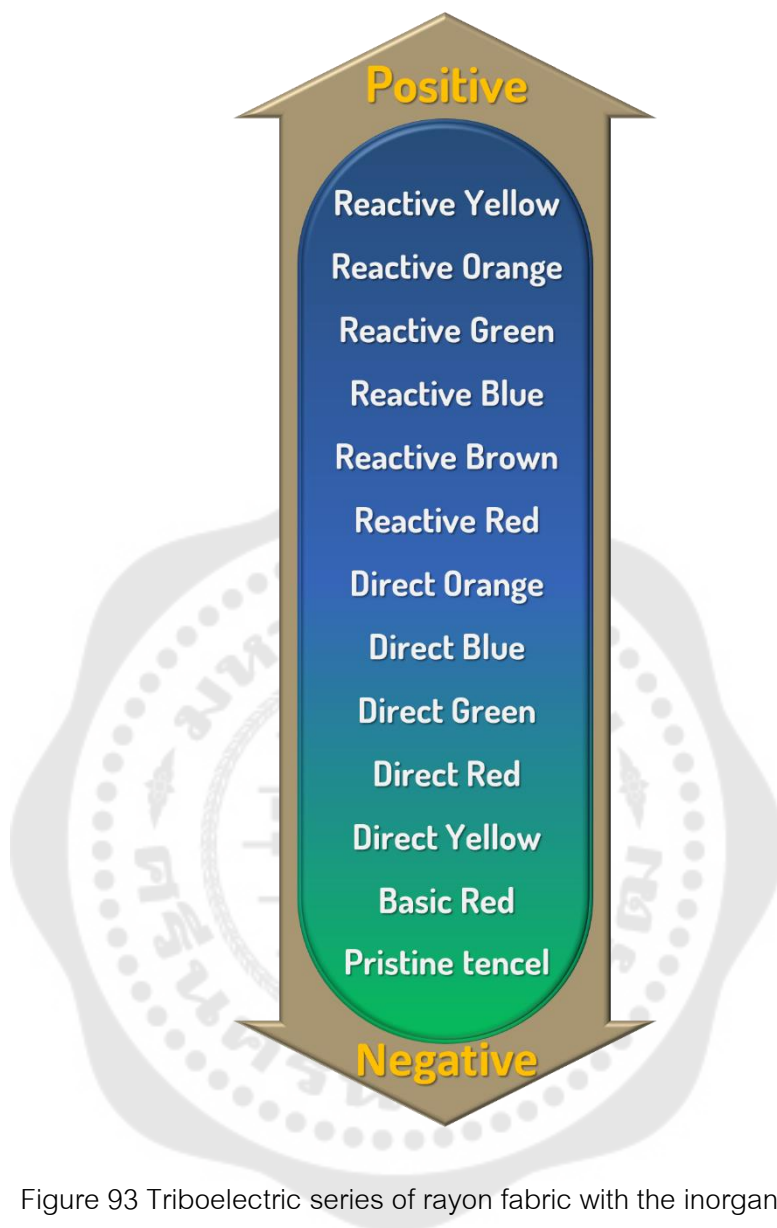 Positive
Reactive Yellow
Reactive Orange
Reactive Green
Reactive Blue
Reactive Brown
Reactive Red
Direct Orange
Direct Blue
Direct Green
Direct Red
Direct Yellow
Basic Red
Pristine tencel
Negative
Figure 93 Triboelectric series of rayon fabric with the inorgan